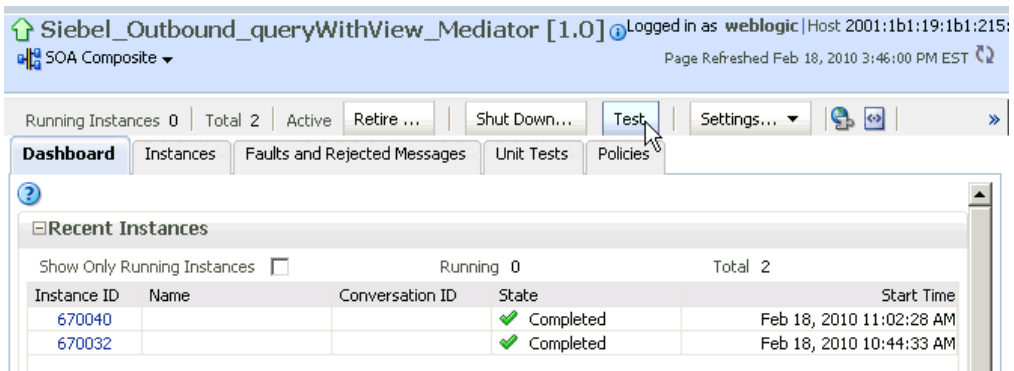 Siebel_Outbound_queryWithView_Mediator [1.0] Logged in as weblogic|Host 2001:1b1:19:1b1:215:
SOA Composite Page Refreshed Feb 18, 2010 3:46:00 PM EST
Running Instances 0 Total 2 Active Retire ... Shut Down... Test Settings... »
Dashboard Instances Faults and Rejected Messages Unit Tests Policies
Recent Instances
Show Only Running Instances Running 0 Total 2
Instance ID Name Conversation ID State Start Time
670040 Completed Feb 18, 2010 11:02:28 AM
670032 Completed Feb 18, 2010 10:44:33 AM